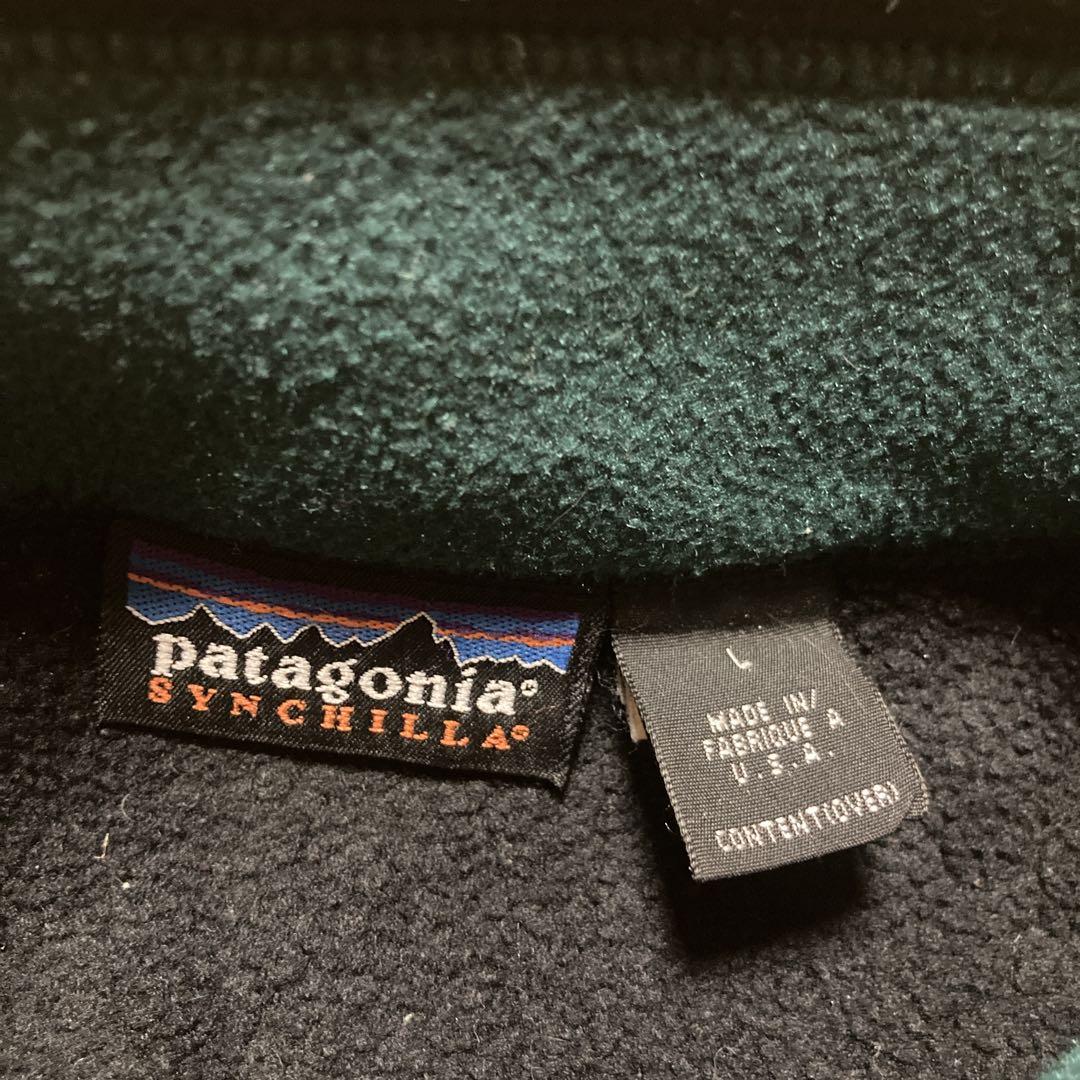 patagonia®
SYNCHILLA®
L
MADE IN/
FABRIQUE A
U.S.A.
CONTENT(OVER)